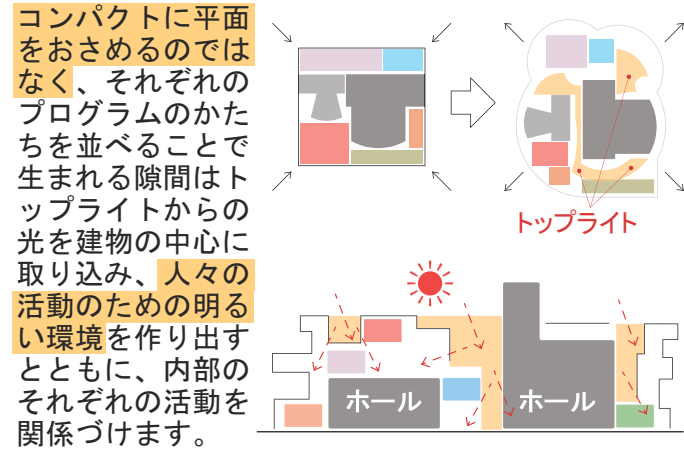 コンパクトに平面
をおさめるのでは
なく、それぞれの
プログラムのかた
ちを並べることで
生まれる隙間はト
ップライトからの
光を建物の中心に
取り込み、人々の
活動のための明る
い環境を作り出す
とともに、内部の
それぞれの活動を
関係づけます。
トップライト
ホール
ホール